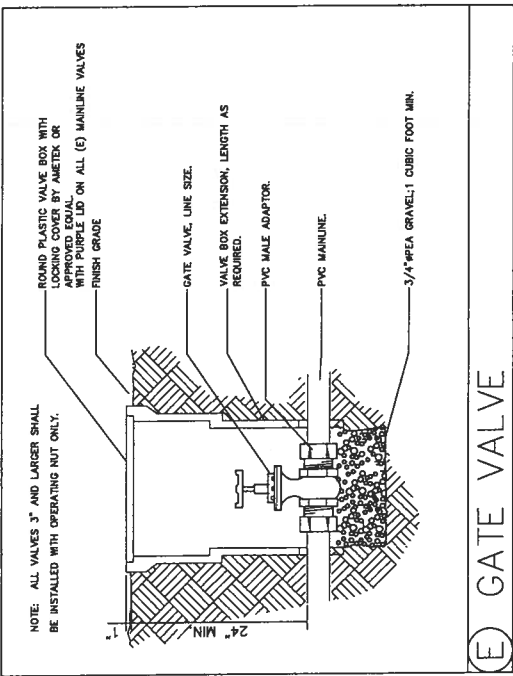 NOTE: ALL VALVES 3" AND LARGER SHALL
BE INSTALLED WITH OPERATING NUT ONLY.
ROUND PLASTIC VALVE BOX WITH
LOCKING COVER BY AMETEK OR
APPROVED EQUAL
WITH PURPLE LID ON ALL (E) MAINLINE VALVES
FINISH GRADE
1"
24" MIN.
GATE VALVE, LINE SIZE.
VALVE BOX EXTENSION, LENGTH AS
REQUIRED.
PVC MALE ADAPTOR.
PVC MAINLINE.
3/4"ØPEA GRAVEL;1 CUBIC FOOT MIN.
E GATE VALVE